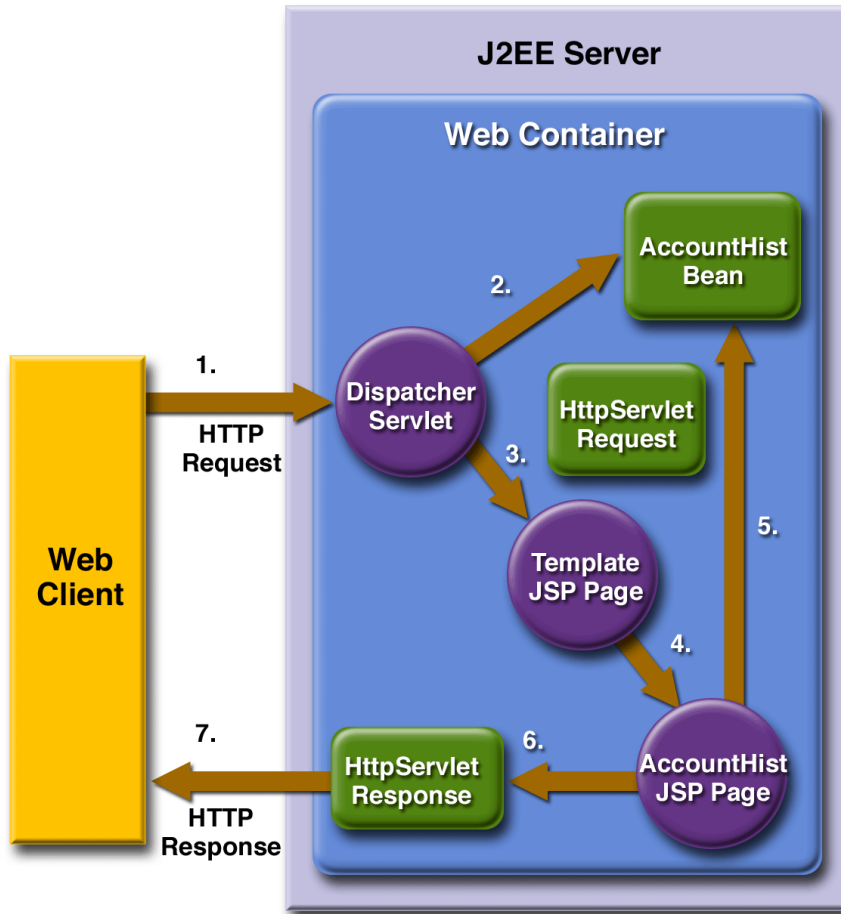 J2EE Server
Web Container
AccountHist
Bean
2.
1.
Dispatcher
Servlet
HttpServlet
Request
HTTP
Request
3.
5.
Web
Client
Template
JSP Page
4.
7.
6.
HttpServlet
Response
AccountHist
JSP Page
HTTP
Response